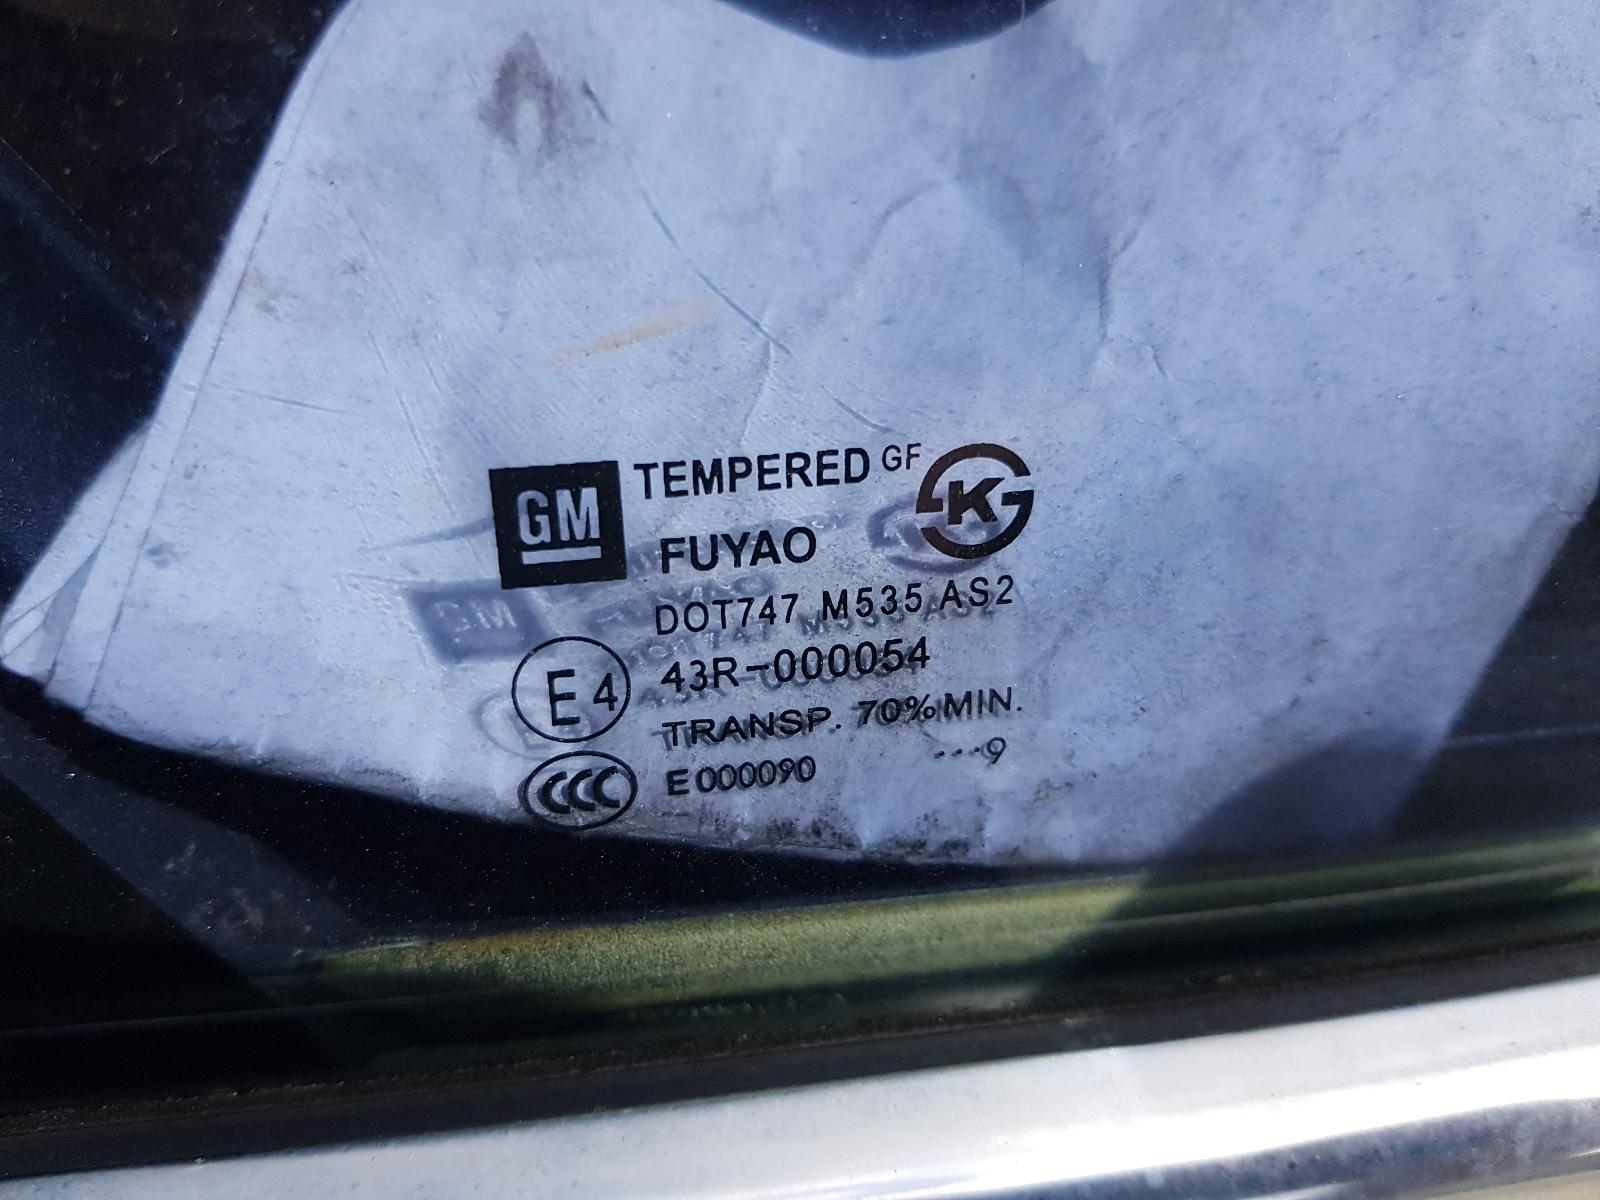 GM TEMPERED GF K
FUYAO
DOT747 M535 AS2
E4 43R-000054
TRANSP. 70% MIN.
CCC E000090 ...9